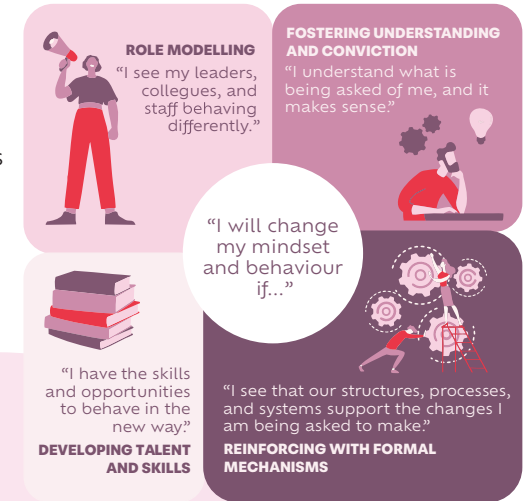 ROLE MODELLING
“I see my leaders,
collegues, and
staff behaving
differently.”
FOSTERING UNDERSTANDING
AND CONVICTION
“I understand what is
being asked of me, and it
makes sense.”
s
“I will change
my mindset
and behaviour
if...”
“I have the skills
and opportunities
to behave in the
new way.”
DEVELOPING TALENT
AND SKILLS
“I see that our structures, processes,
and systems support the changes I
am being asked to make.”
REINFORCING WITH FORMAL
MECHANISMS